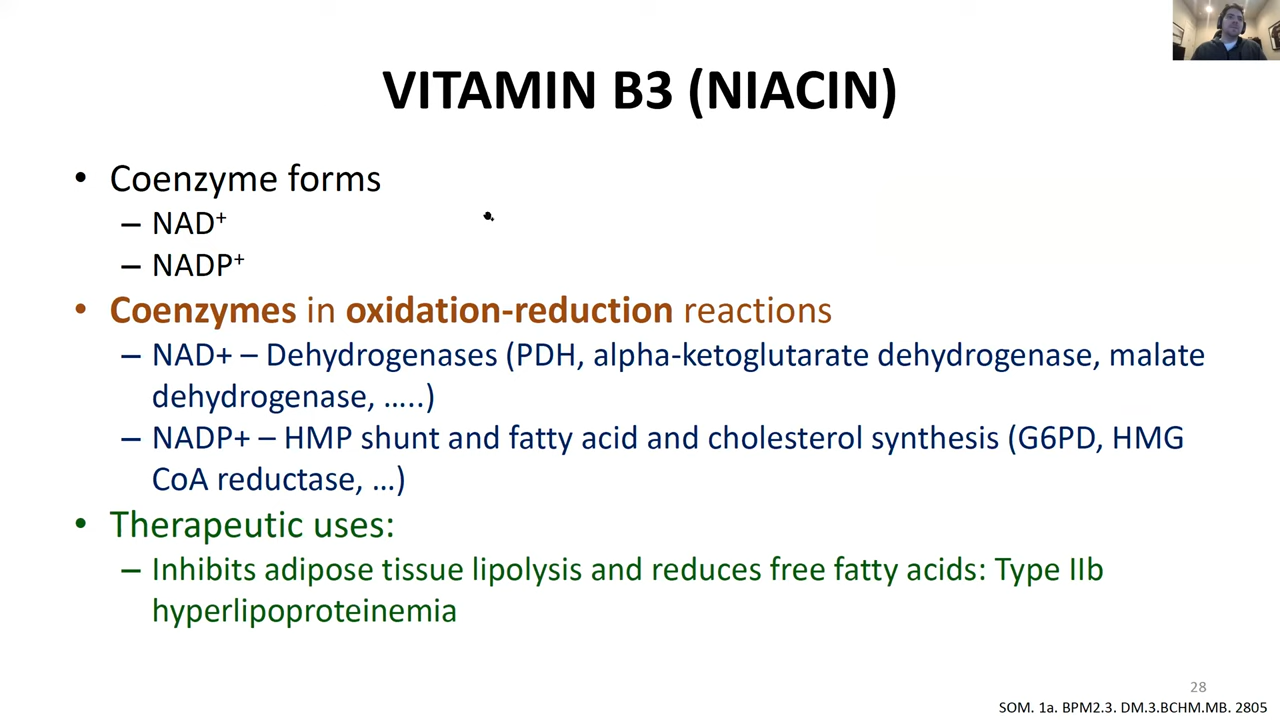 VITAMIN B3 (NIACIN)
• Coenzyme forms
– NAD⁺
– NADP⁺
• Coenzymes in oxidation-reduction reactions
– NAD+ – Dehydrogenases (PDH, alpha-ketoglutarate dehydrogenase, malate
dehydrogenase, …..)
– NADP+ – HMP shunt and fatty acid and cholesterol synthesis (G6PD, HMG
CoA reductase, …)
• Therapeutic uses:
– Inhibits adipose tissue lipolysis and reduces free fatty acids: Type IIb
hyperlipoproteinemia
28
SOM. 1a. BPM2.3. DM.3.BCHM.MB. 2805